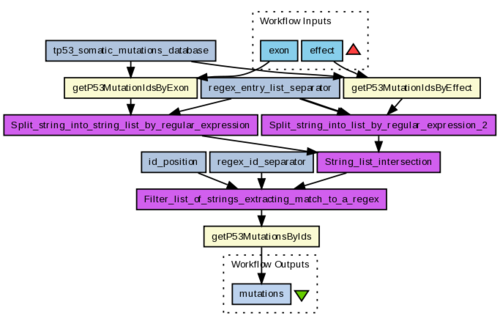 Workflow Inputs
tp53_somatic_mutations_database
exon
effect
getP53MutationIdsByExon
regex_entry_list_separator
getP53MutationIdsByEffect
Split_string_into_string_list_by_regular_expression
Split_string_into_list_by_regular_expression_2
id_position
regex_id_separator
String_list_intersection
Filter_list_of_strings_extracting_match_to_a_regex
getP53MutationsByIds
Workflow Outputs
mutations